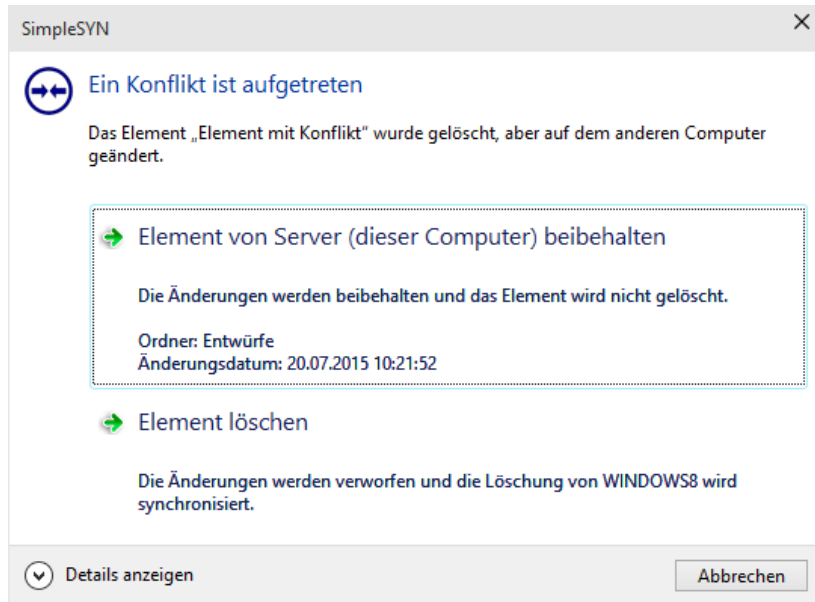 SimpleSYN
Ein Konflikt ist aufgetreten
Das Element „Element mit Konflikt“ wurde gelöscht, aber auf dem anderen Computer
geändert.
Element von Server (dieser Computer) beibehalten
Die Änderungen werden beibehalten und das Element wird nicht gelöscht.
Ordner: Entwürfe
Änderungsdatum: 20.07.2015 10:21:52
Element löschen
Die Änderungen werden verworfen und die Löschung von WINDOWS8 wird
synchronisiert.
Details anzeigen
Abbrechen